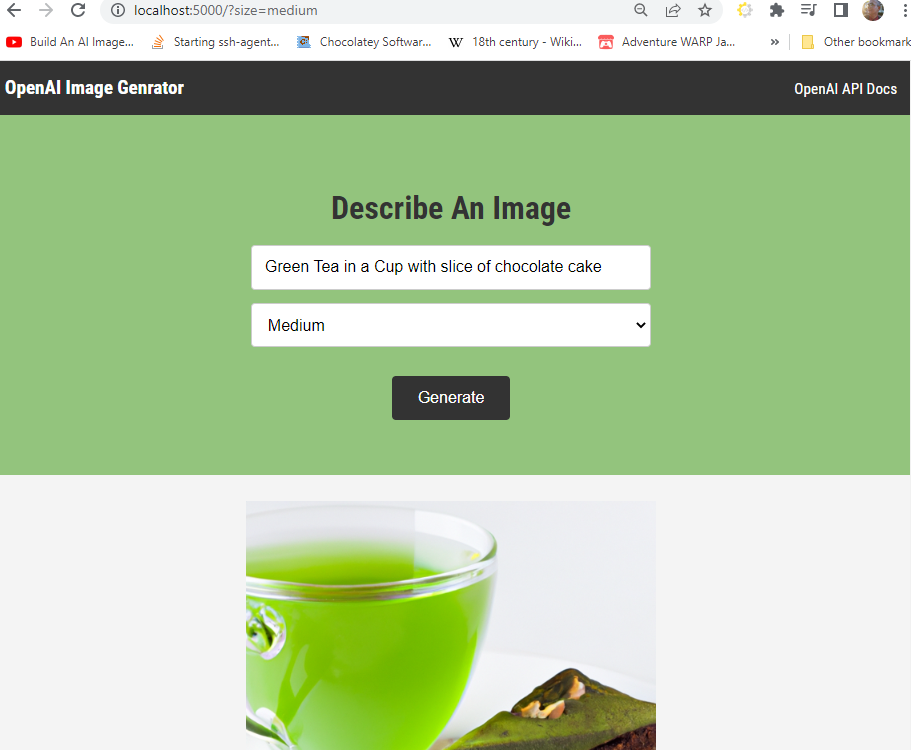 localhost:5000/?size=medium
Build An AI Image... Starting ssh-agent... Chocolatey Softwar... W 18th century - Wiki... Adventure WARP Ja... » Other bookmark
OpenAI Image Genrator OpenAI API Docs
Describe An Image
Green Tea in a Cup with slice of chocolate cake
Medium
Generate